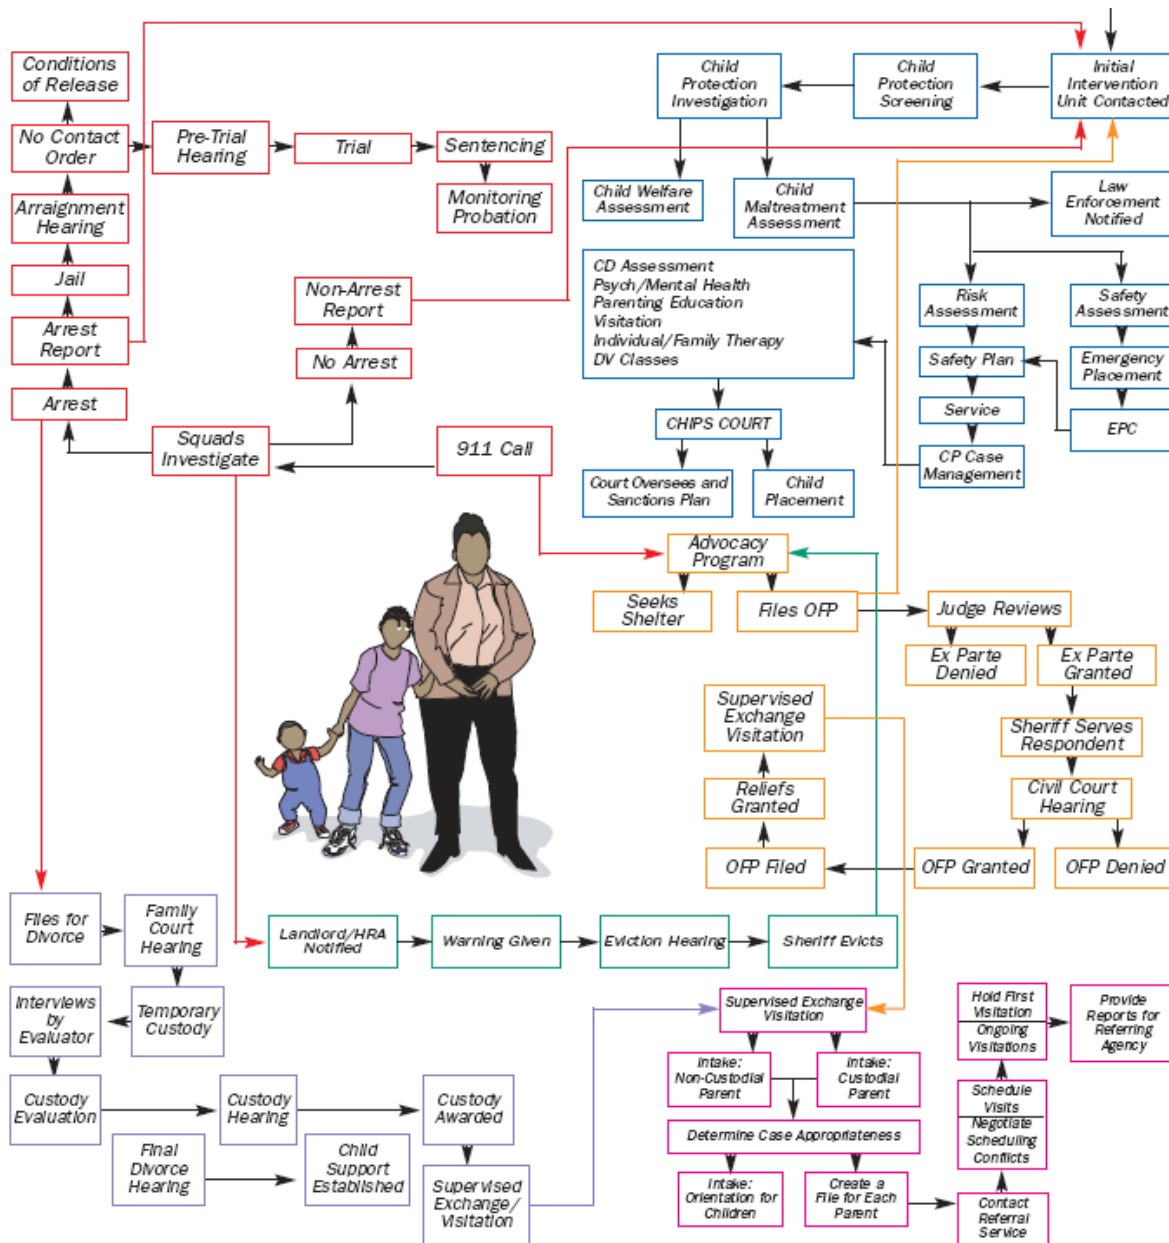 Conditions
of Release
No Contact
Order
Arraignment
Hearing
Jail
Arrest
Report
Arrest
Pre-Trial
Hearing
Trial
Sentencing
Monitoring
Probation
Non-Arrest
Report
No Arrest
Squads
Investigate
911 Call
Child
Protection
Investigation
Child
Protection
Screening
Initial
Intervention
Unit Contacted
Child Welfare
Assessment
Child
Maltreatment
Assessment
Law
Enforcement
Notified
CD Assessment
Psych/Mental Health
Parenting Education
Visitation
Individual/Family Therapy
DV Classes
Risk
Assessment
Safety
Assessment
Safety Plan
Emergency
Placement
Service
EPC
CP Case
Management
CHIPS COURT
Court Oversees and
Sanctions Plan
Child
Placement
Advocacy
Program
Seeks
Shelter
Files OFP
Judge Reviews
Ex Parte
Denied
Ex Parte
Granted
Sheriff Serves
Respondent
Civil Court
Hearing
OFP Granted
OFP Denied
OFP Filed
Reliefs
Granted
Supervised
Exchange
Visitation
Files for
Divorce
Family
Court
Hearing
Temporary
Custody
Interviews
by
Evaluator
Custody
Evaluation
Custody
Hearing
Custody
Awarded
Final
Divorce
Hearing
Child
Support
Established
Supervised
Exchange/
Visitation
Landlord/HRA
Notified
Warning Given
Eviction Hearing
Sheriff Evicts
Supervised Exchange
Visitation
Intake:
Non-Custodial
Parent
Intake:
Custodial
Parent
Determine Case Appropriateness
Intake:
Orientation for
Children
Create a
File for Each
Parent
Contact
Referral
Service
Schedule
Visits
Negotiate
Scheduling
Conflicts
Hold First
Visitation
Ongoing
Visitations
Provide
Reports for
Referring
Agency